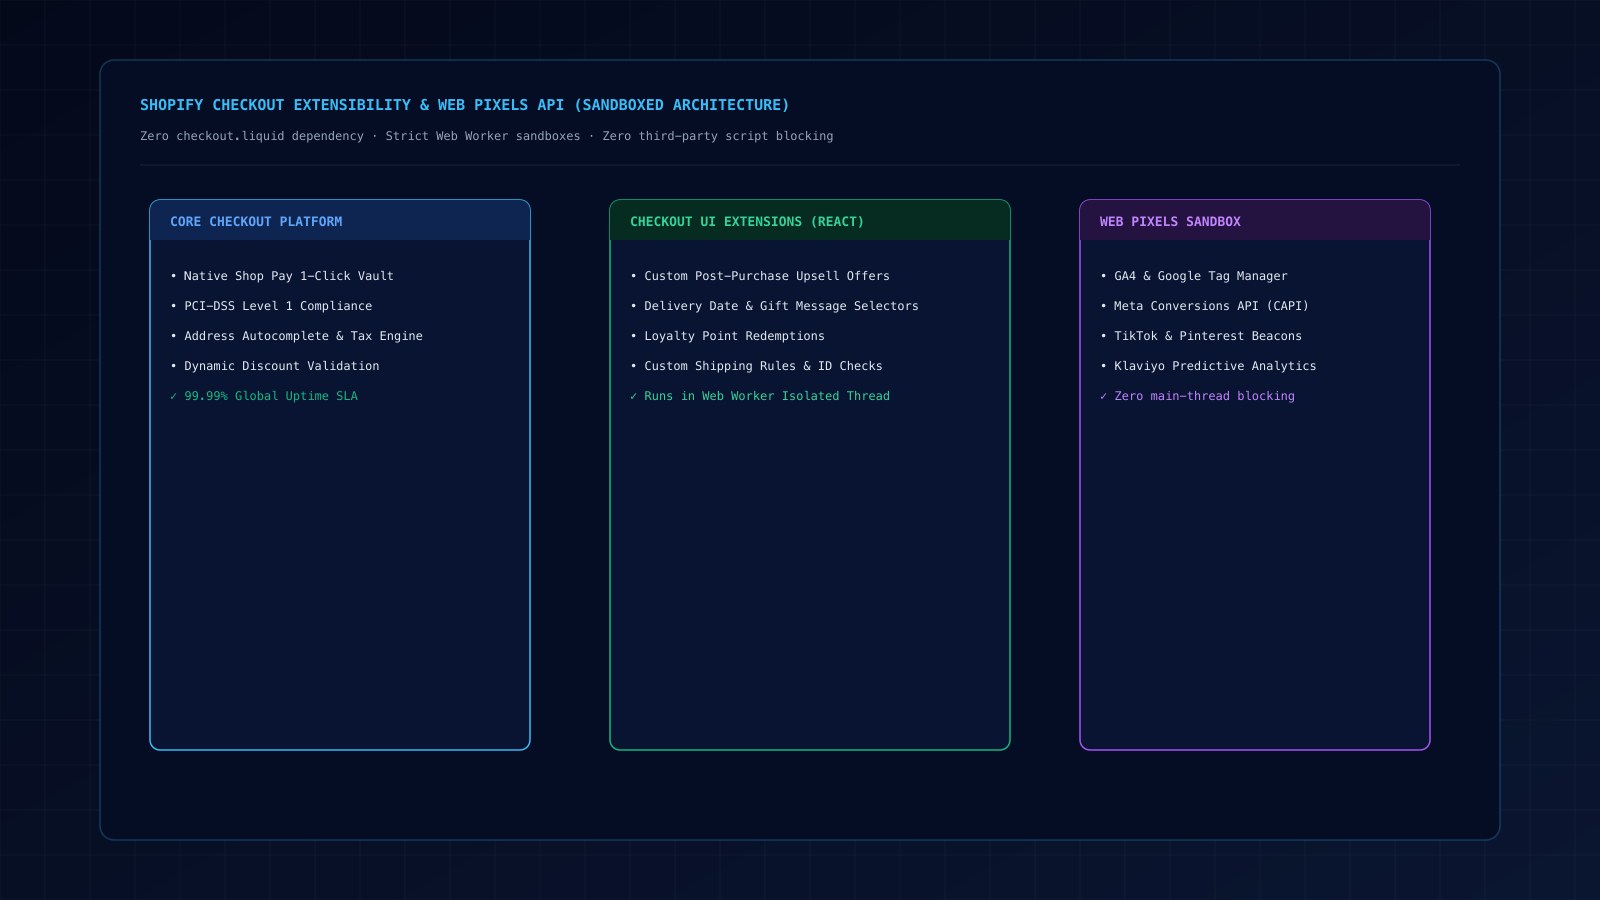 SHOPIFY CHECKOUT EXTENSIBILITY & WEB PIXELS API (SANDBOXED ARCHITECTURE)
Zero checkout.liquid dependency · Strict Web Worker sandboxes · Zero third-party script blocking
CORE CHECKOUT PLATFORM
• Native Shop Pay 1-Click Vault
• PCI-DSS Level 1 Compliance
• Address Autocomplete & Tax Engine
• Dynamic Discount Validation
✓ 99.99% Global Uptime SLA
CHECKOUT UI EXTENSIONS (REACT)
• Custom Post-Purchase Upsell Offers
• Delivery Date & Gift Message Selectors
• Loyalty Point Redemptions
• Custom Shipping Rules & ID Checks
✓ Runs in Web Worker Isolated Thread
WEB PIXELS SANDBOX
• GA4 & Google Tag Manager
• Meta Conversions API (CAPI)
• TikTok & Pinterest Beacons
• Klaviyo Predictive Analytics
✓ Zero main-thread blocking